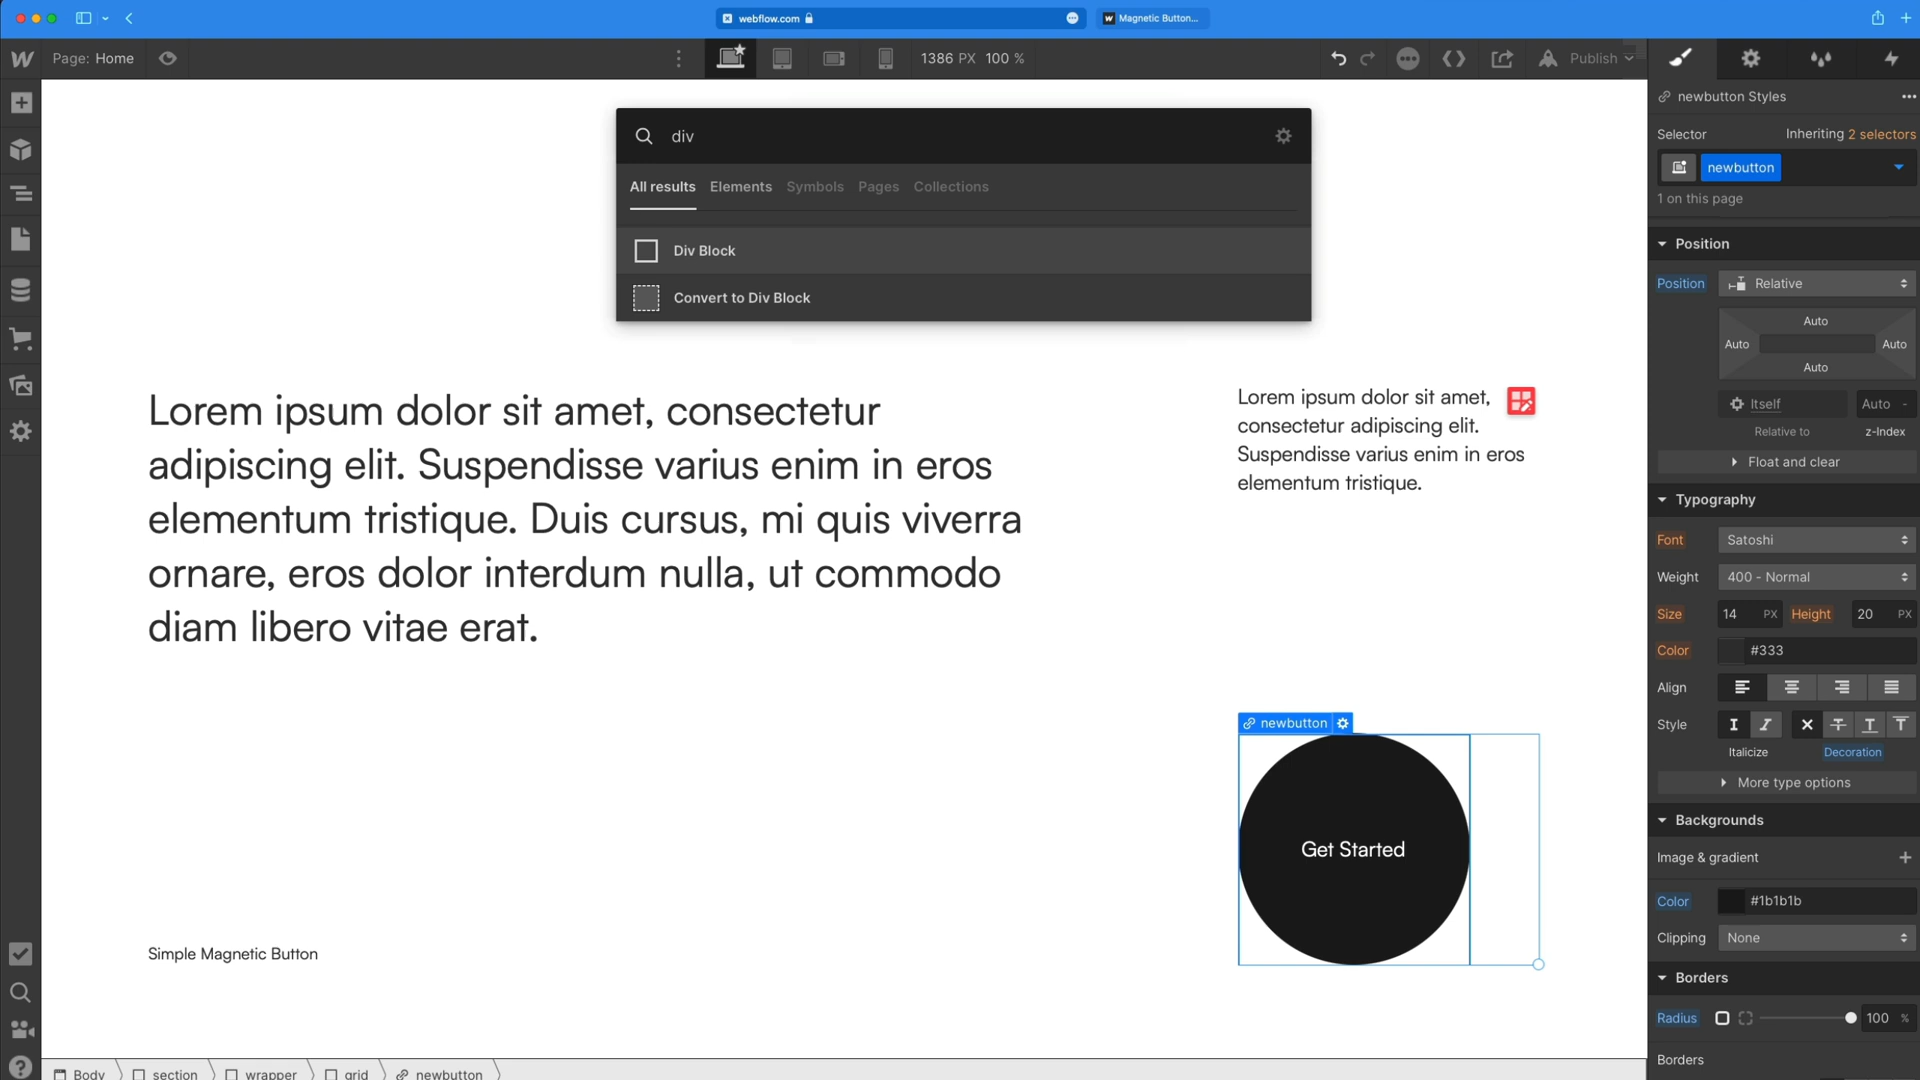 webflow.com
Magnetic Button...
Page: Home
1386 PX 100 %
Publish
div
All results Elements Symbols Pages Collections
Div Block
Convert to Div Block
Lorem ipsum dolor sit amet, consectetur
adipiscing elit. Suspendisse varius enim in eros
elementum tristique. Duis cursus, mi quis viverra
ornare, eros dolor interdum nulla, ut commodo
diam libero vitae erat.
Lorem ipsum dolor sit amet,
consectetur adipiscing elit.
Suspendisse varius enim in eros
elementum tristique.
newbutton
Get Started
Simple Magnetic Button
Body section wrapper grid newbutton
newbutton Styles
Selector Inheriting 2 selectors
newbutton
1 on this page
Position
Position Relative
Auto
Auto Auto
Auto
Itself Auto -
Relative to z-Index
Float and clear
Typography
Font Satoshi
Weight 400 - Normal
Size 14 PX Height 20 PX
Color #333
Align
Style
Italicize Decoration
More type options
Backgrounds
Image & gradient
Color #1b1b1b
Clipping None
Borders
Radius 100 %
Borders